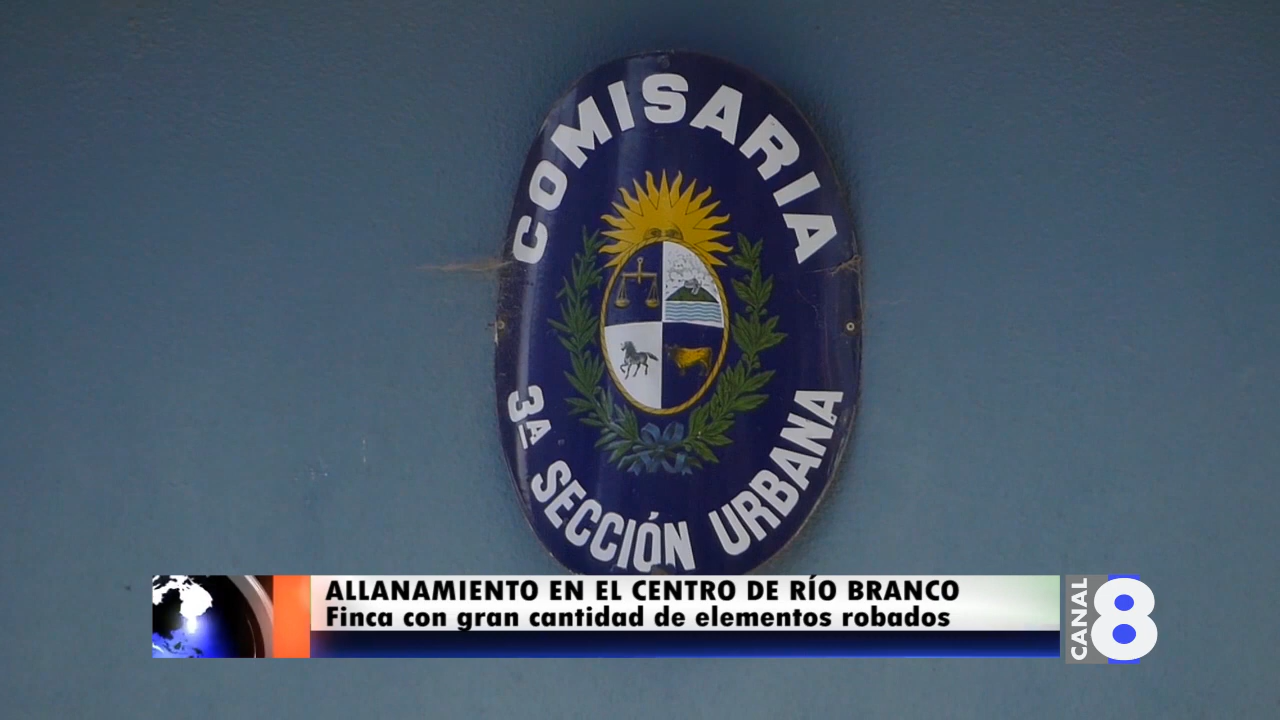 COMISARIA
3ª SECCIÓN URBANA
ALLANAMIENTO EN EL CENTRO DE RÍO BRANCO
Finca con gran cantidad de elementos robados
CANAL 8